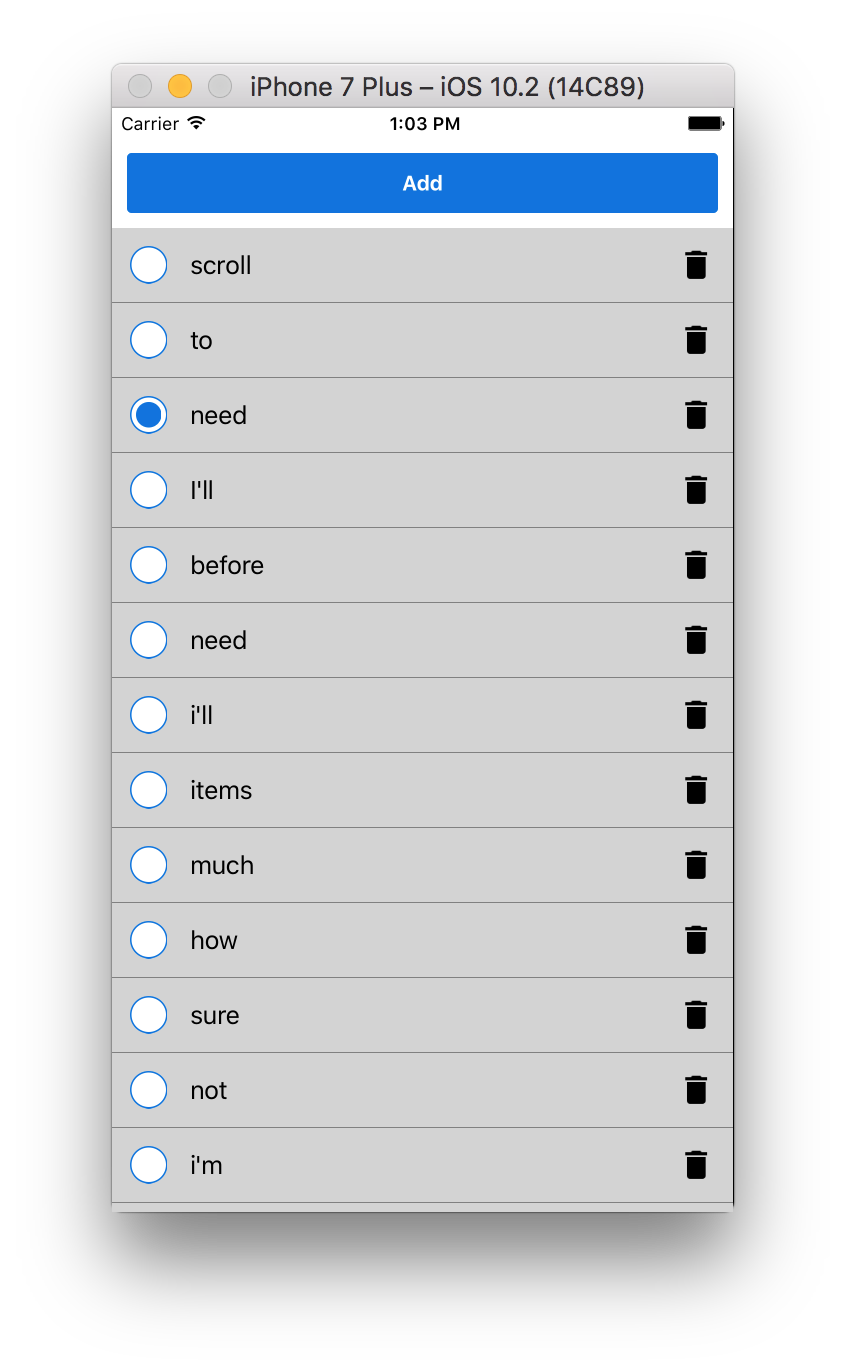 iPhone 7 Plus – iOS 10.2 (14C89)
Carrier 1:03 PM
Add
scroll
to
need
I'll
before
need
i'll
items
much
how
sure
not
i'm